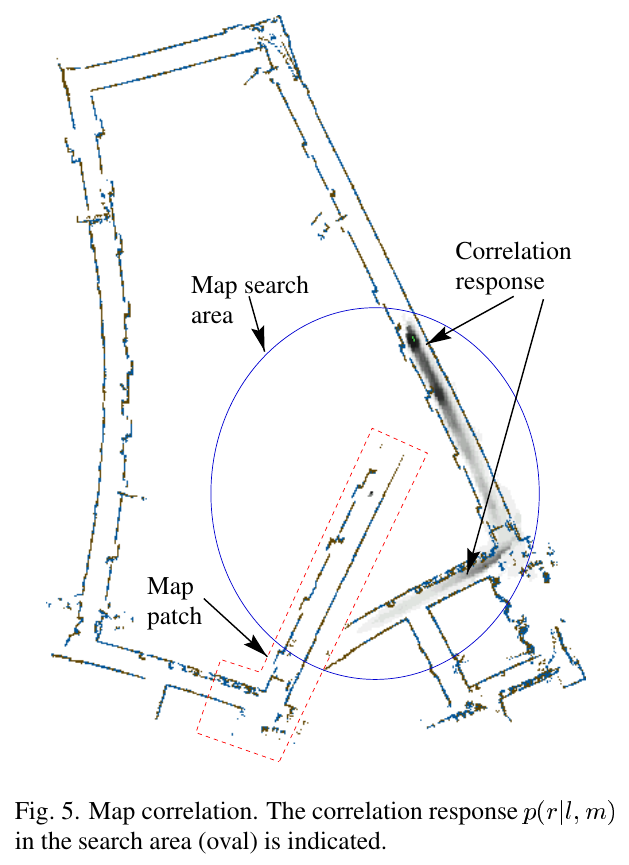 Correlation
response
Map search
area
Map
patch
Fig. 5. Map correlation. The correlation response p(r|l, m)
in the search area (oval) is indicated.